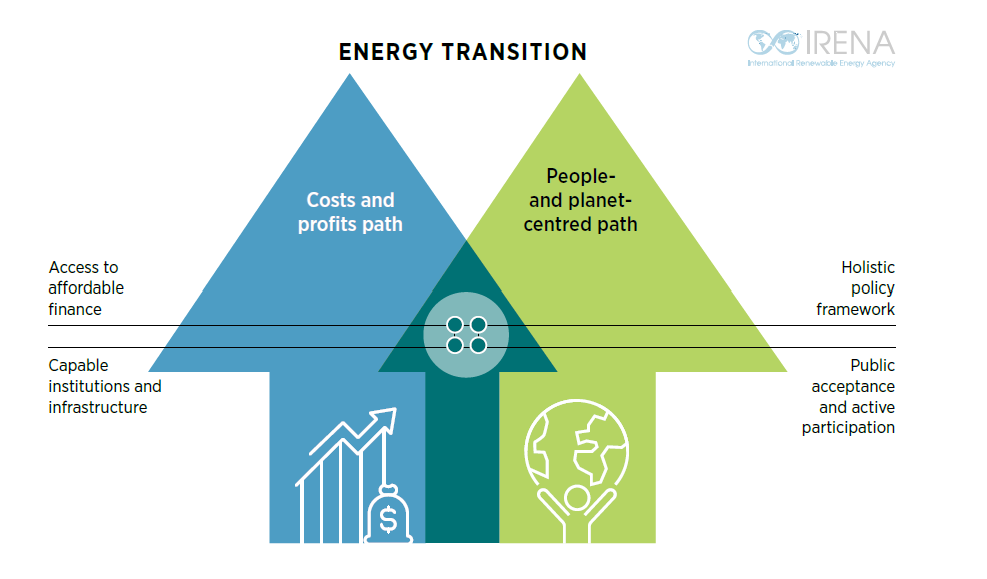 ENERGY TRANSITION
IRENA
International Renewable Energy Agency
Costs and
profits path
People-
and planet-
centred path
Access to
affordable
finance
Holistic
policy
framework
Capable
institutions and
infrastructure
Public
acceptance
and active
participation
$